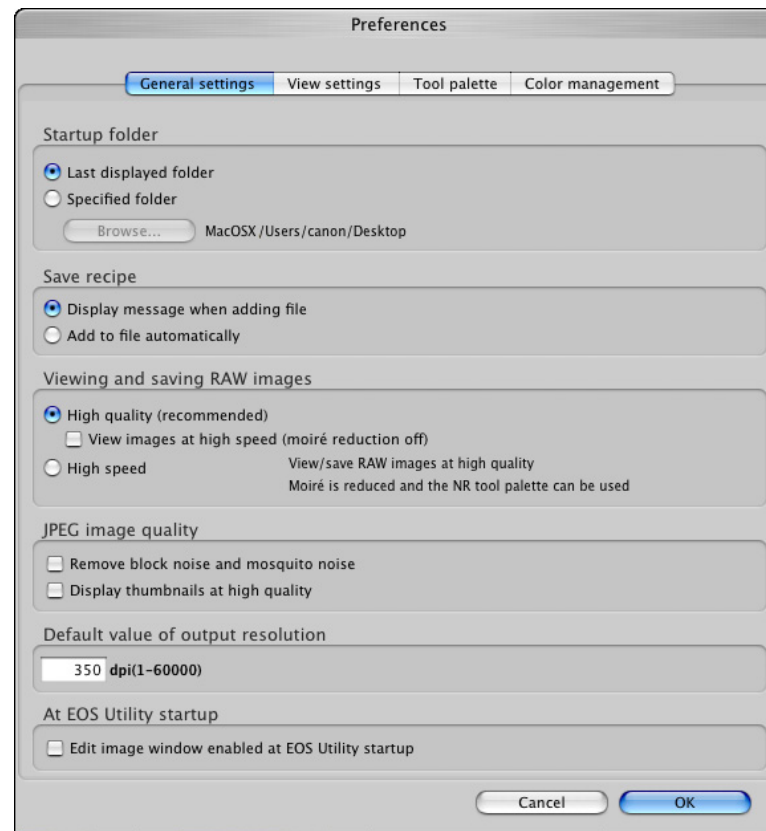 Preferences
General settings View settings Tool palette Color management
Startup folder
Last displayed folder
Specified folder
Browse... MacOSX/Users/canon/Desktop
Save recipe
Display message when adding file
Add to file automatically
Viewing and saving RAW images
High quality (recommended)
View images at high speed (moiré reduction off)
High speed View/save RAW images at high quality
Moiré is reduced and the NR tool palette can be used
JPEG image quality
Remove block noise and mosquito noise
Display thumbnails at high quality
Default value of output resolution
350 dpi(1-60000)
At EOS Utility startup
Edit image window enabled at EOS Utility startup
Cancel OK